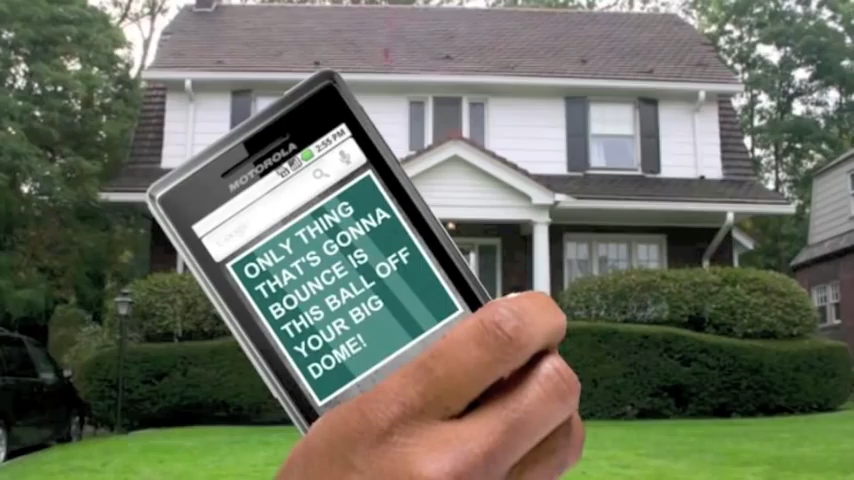 MOTOROLA
2:55 PM
Google
ONLY THING
THAT'S GONNA
BOUNCE IS
THIS BALL OFF
YOUR BIG
DOME!